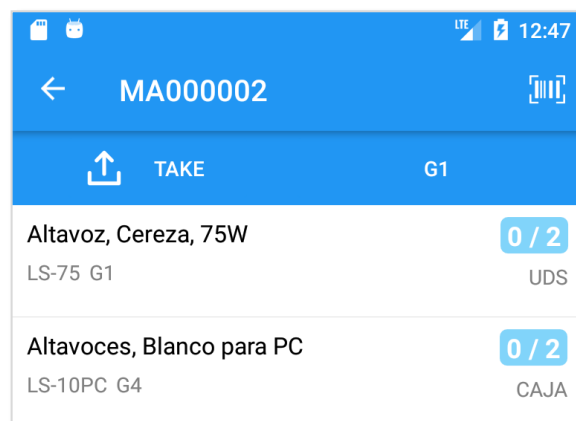 LTE 12:47
MA000002
TAKE G1
Altavoz, Cereza, 75W 0 / 2
LS-75 G1 UDS
Altavoces, Blanco para PC 0 / 2
LS-10PC G4 CAJA